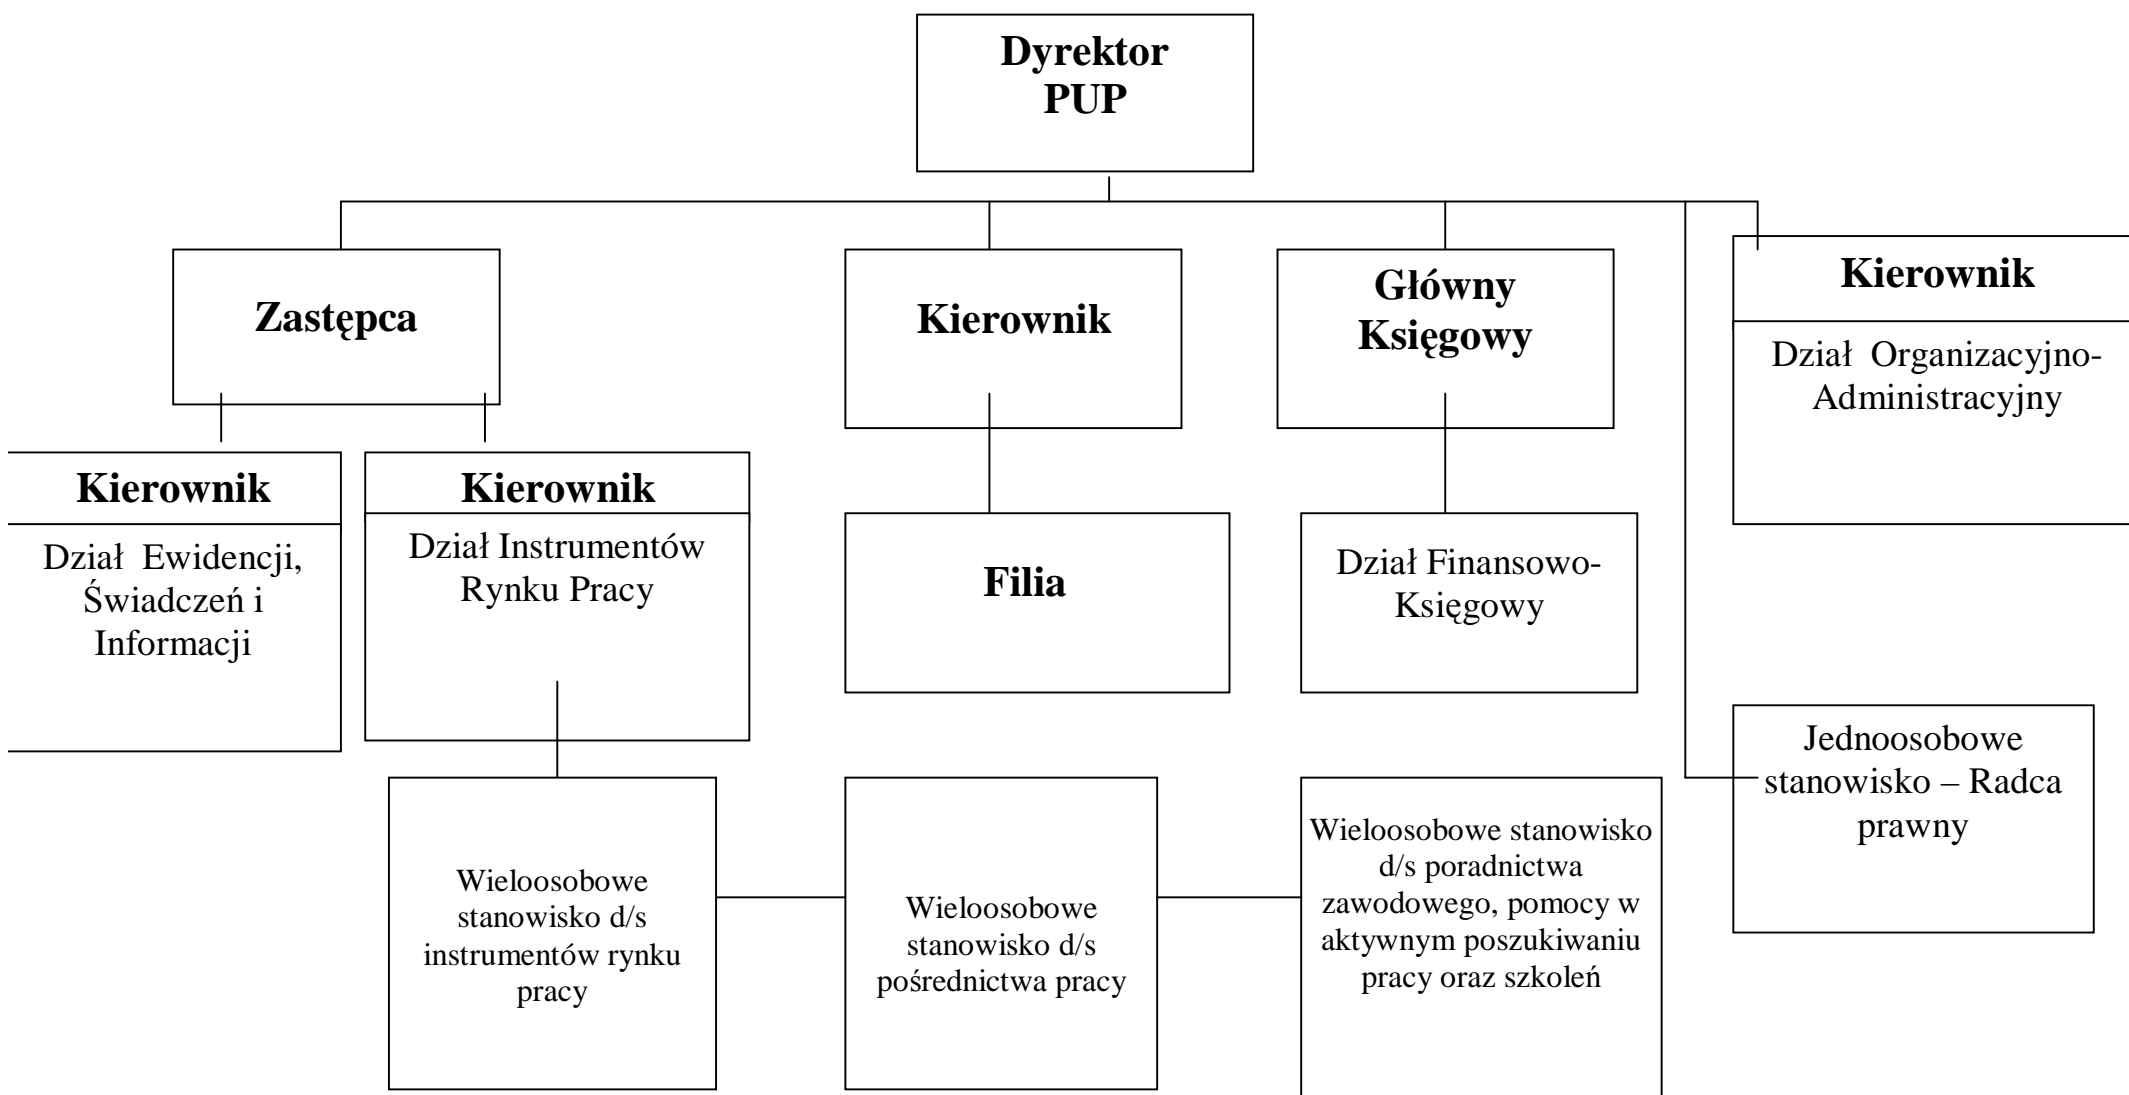 Dyrektor
PUP
Zastępca
Kierownik
Główny
Księgowy
Kierownik
Dział Organizacyjno-
Administracyjny
Kierownik
Dział Ewidencji,
Świadczeń i
Informacji
Kierownik
Dział Instrumentów
Rynku Pracy
Filia
Dział Finansowo-
Księgowy
Jednoosobowe
stanowisko – Radca
prawny
Wieloosobowe
stanowisko d/s
instrumentów rynku
pracy
Wieloosobowe
stanowisko d/s
pośrednictwa pracy
Wieloosobowe stanowisko
d/s poradnictwa
zawodowego, pomocy w
aktywnym poszukiwaniu
pracy oraz szkoleń